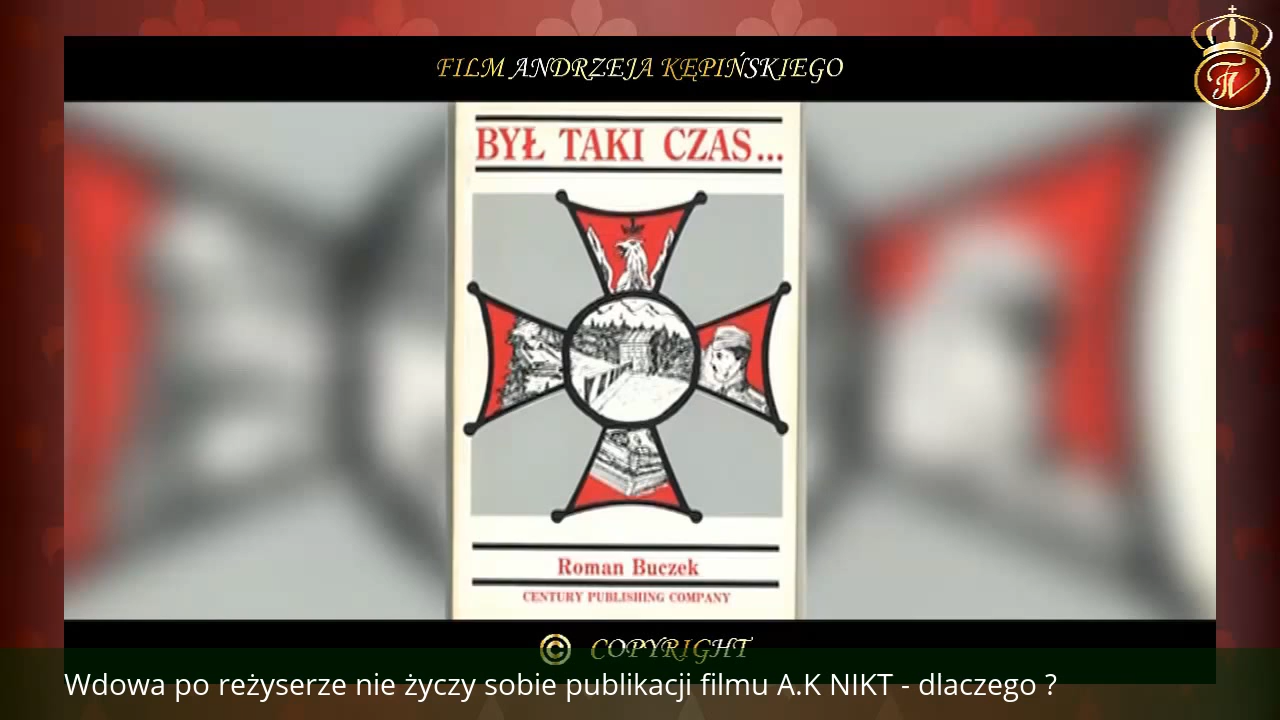 FILM ANDRZEJA KĘPIŃSKIEGO
BYŁ TAKI CZAS...
Roman Buczek
CENTURY PUBLISHING COMPANY
© COPYRIGHT
Wdowa po reżyserze nie życzy sobie publikacji filmu A.K NIKT - dlaczego ?